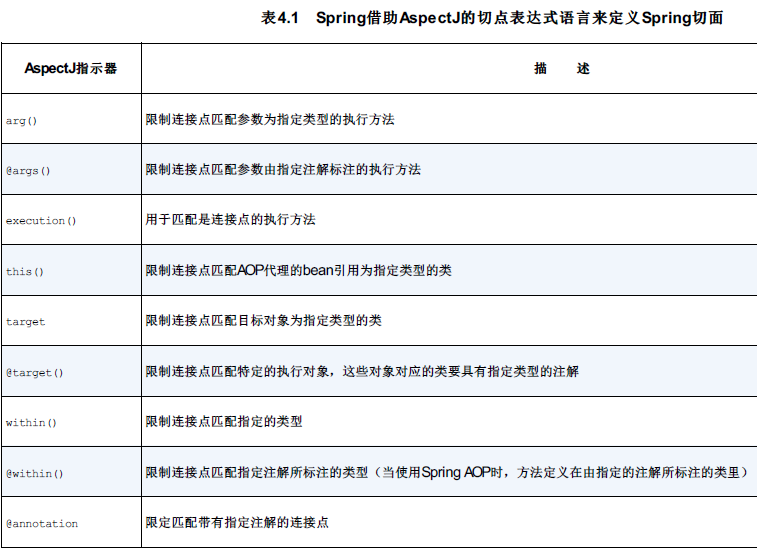 表4.1 Spring借助AspectJ的切点表达式语言来定义Spring切面
AspectJ指示器 描 述
arg() 限制连接点匹配参数为指定类型的执行方法
@args() 限制连接点匹配参数由指定注解标注的执行方法
execution() 用于匹配是连接点的执行方法
this() 限制连接点匹配AOP代理的bean引用为指定类型的类
target 限制连接点匹配目标对象为指定类型的类
@target() 限制连接点匹配特定的执行对象，这些对象对应的类要具有指定类型的注解
within() 限制连接点匹配指定的类型
@within() 限制连接点匹配指定注解所标注的类型（当使用Spring AOP时，方法定义在由指定的注解所标注的类里）
@annotation 限定匹配带有指定注解的连接点